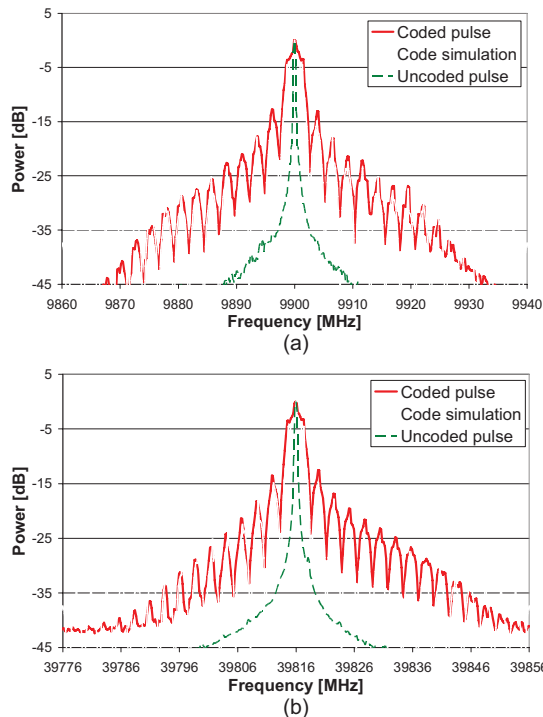 5
-5
-15
-25
-35
-45
Power [dB]
Coded pulse
Code simulation
Uncoded pulse
9860 9870 9880 9890 9900 9910 9920 9930 9940
Frequency [MHz]
(a)
5
-5
-15
-25
-35
-45
Power [dB]
Coded pulse
Code simulation
Uncoded pulse
39776 39786 39796 39806 39816 39826 39836 39846 39856
Frequency [MHz]
(b)